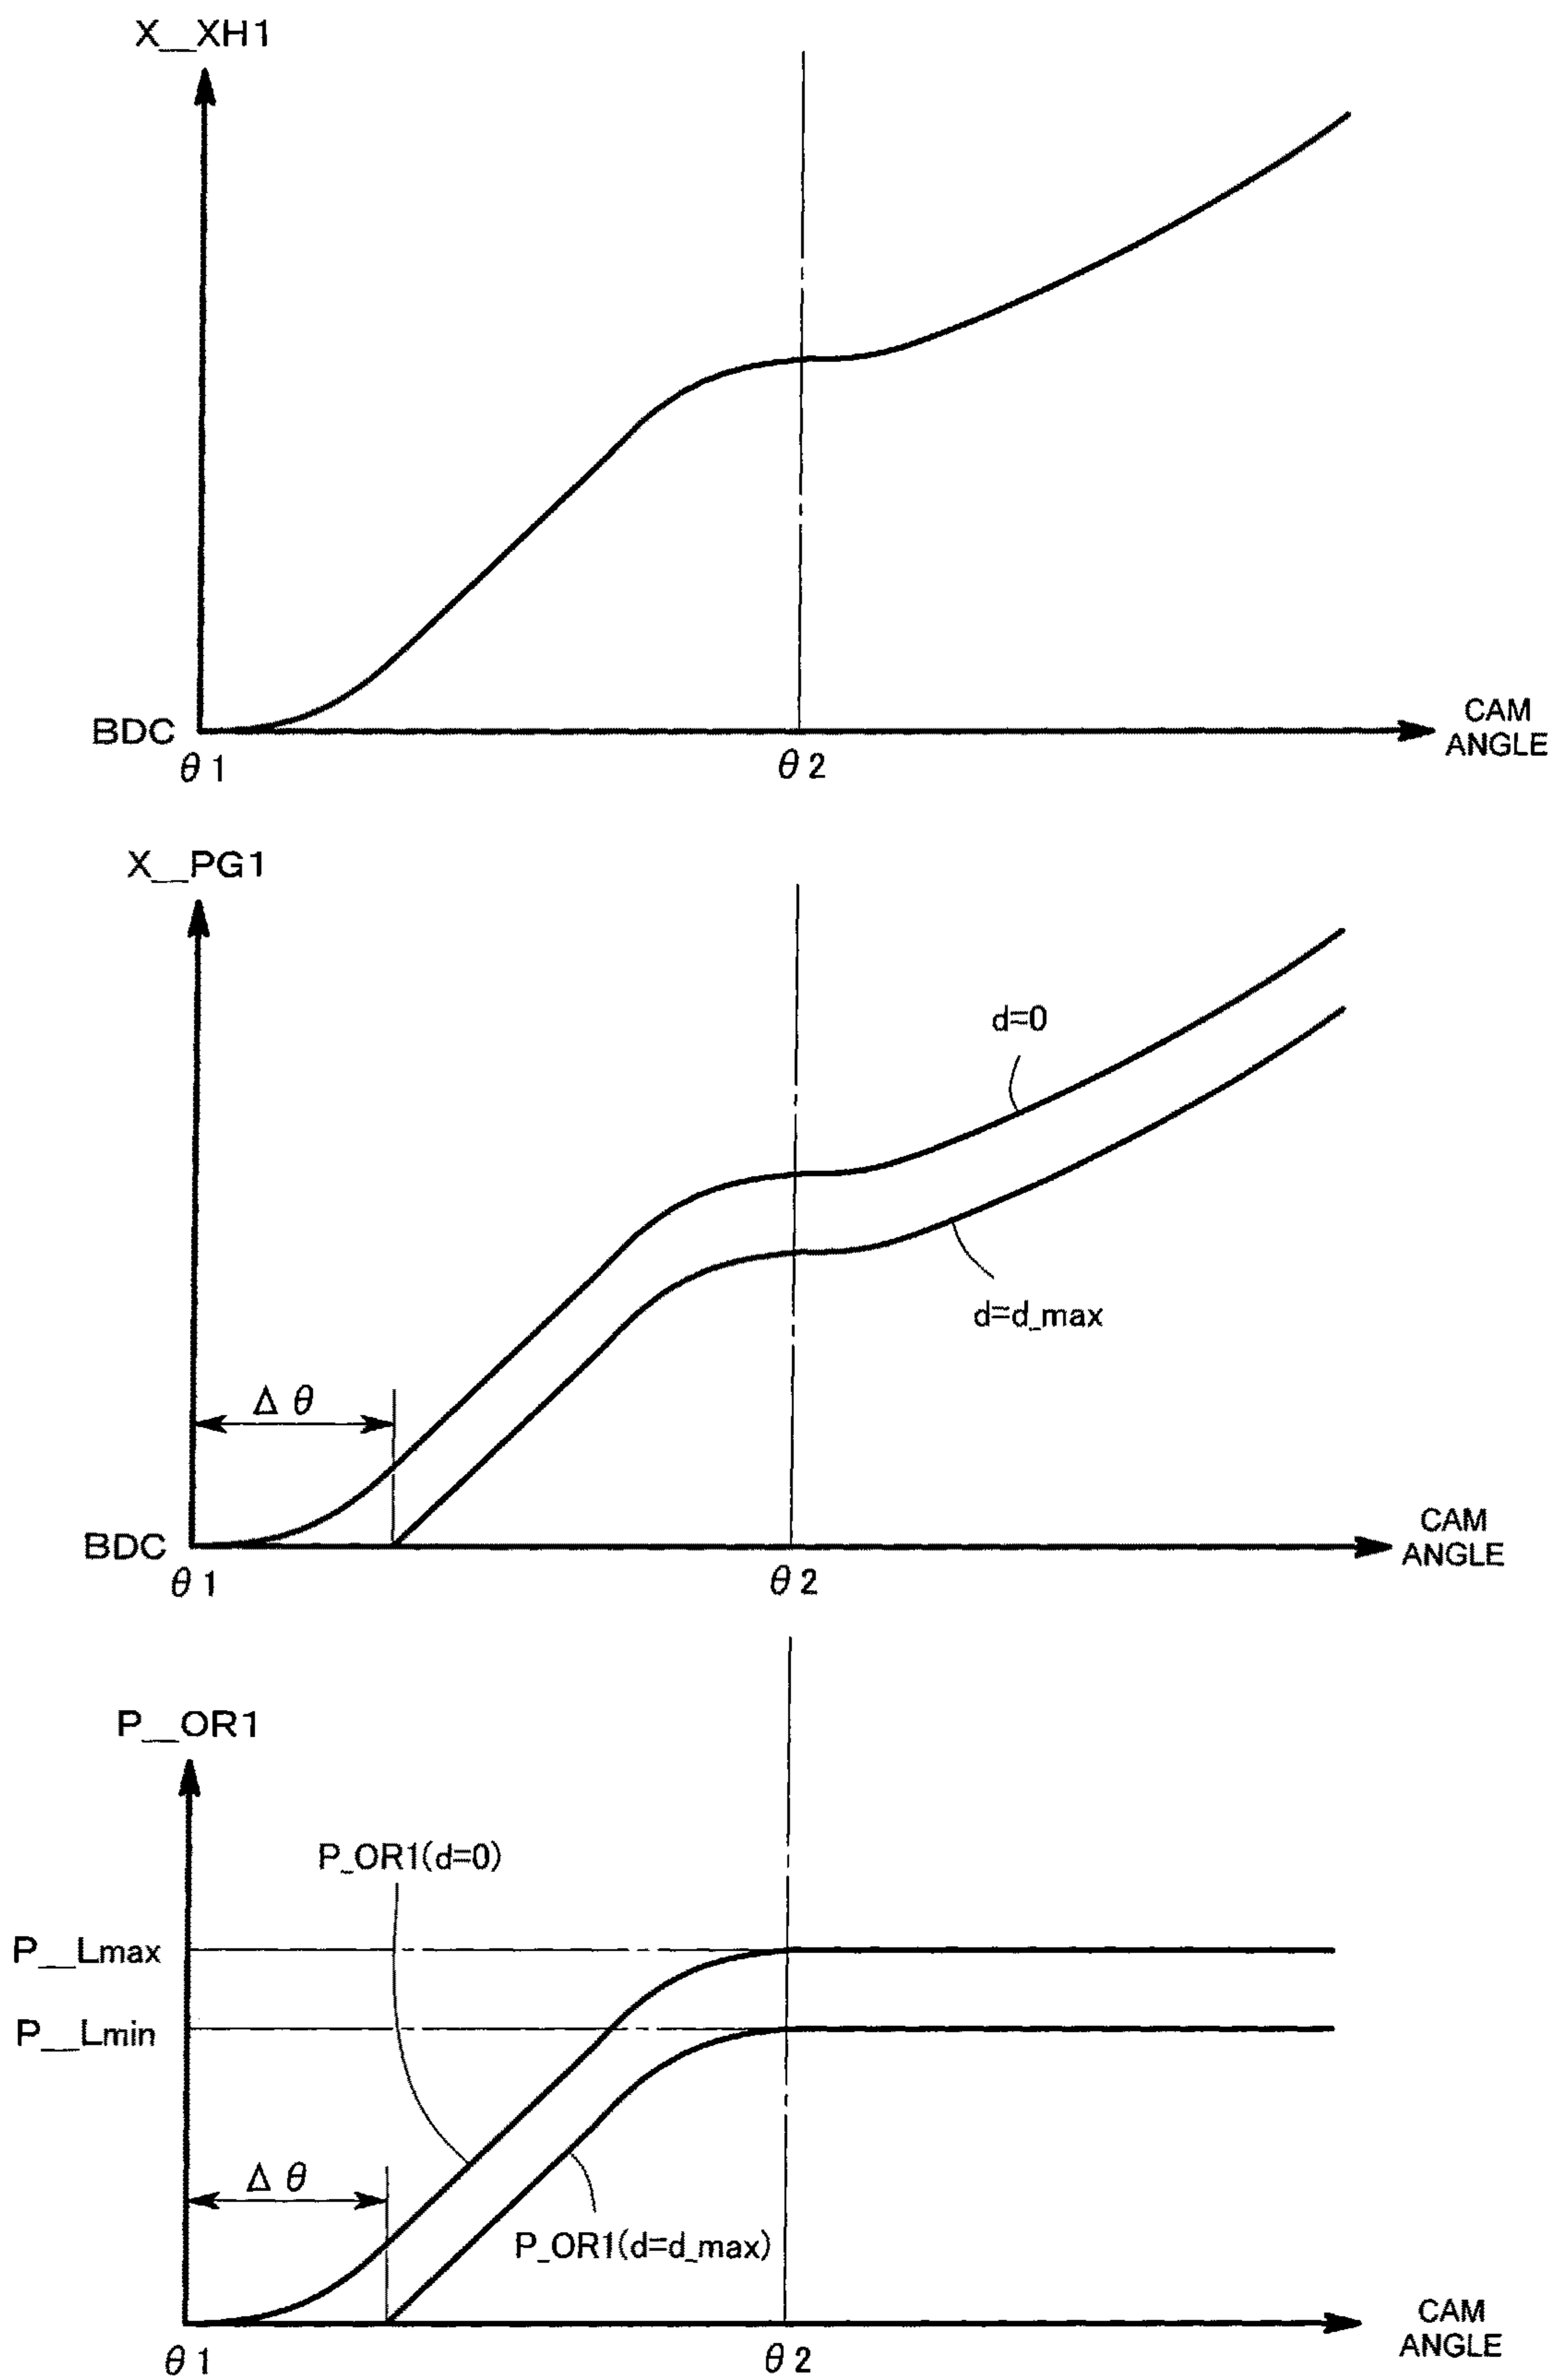 X__XH1
BDC
θ1
θ2
CAM
ANGLE
X__PG1
d=0
d=d_max
Δθ
BDC
θ1
θ2
CAM
ANGLE
P__OR1
P_OR1(d=0)
P__Lmax
P__Lmin
Δθ
P_OR1(d=d_max)
θ1
θ2
CAM
ANGLE